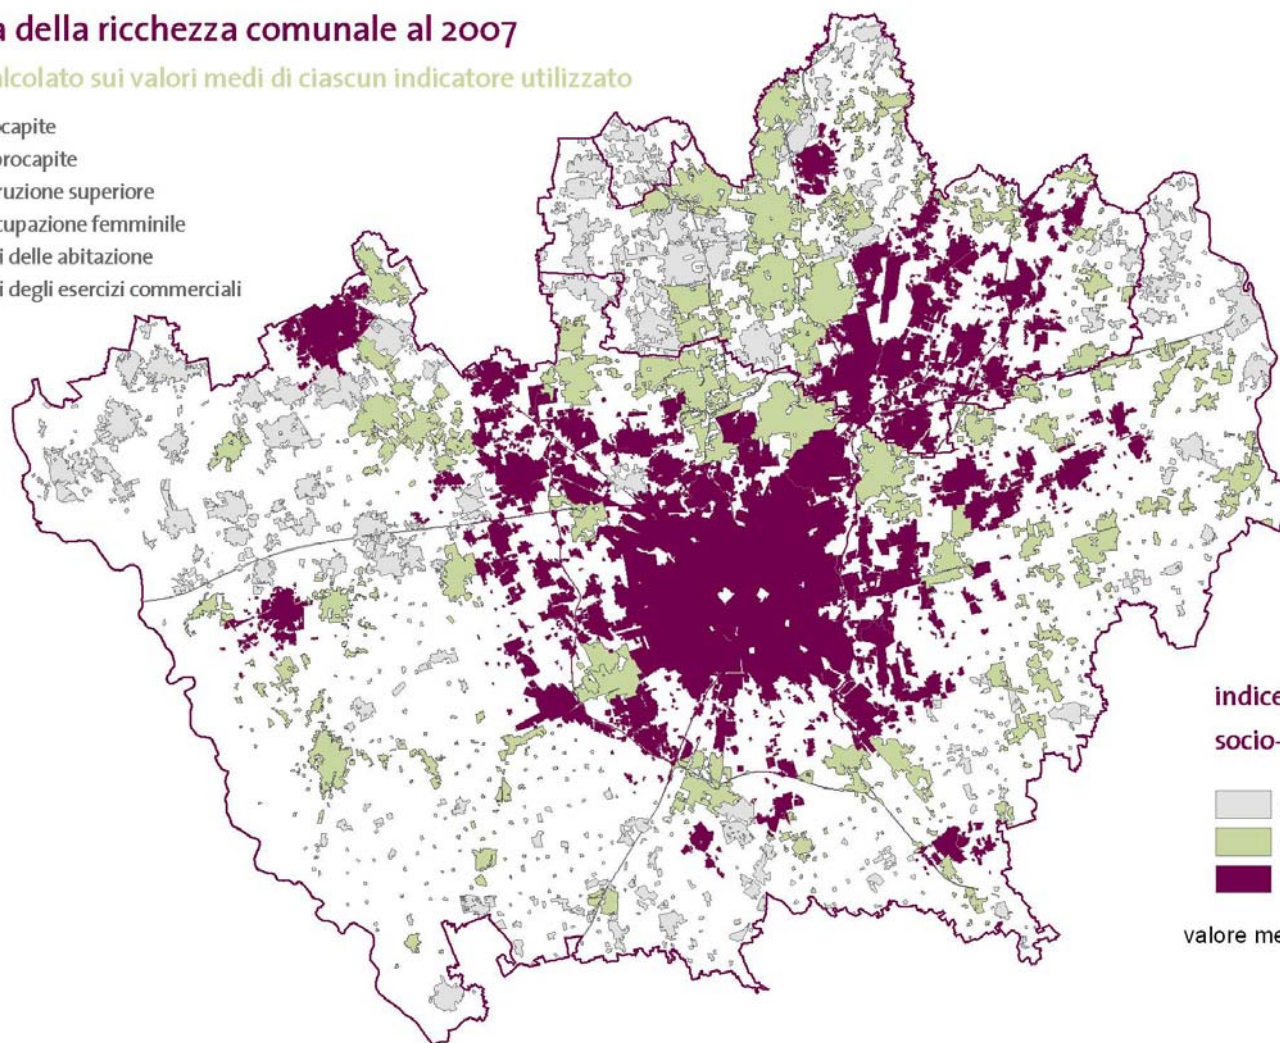 a della ricchezza comunale al 2007
alcolato sui valori medi di ciascun indicatore utilizzato
ocapite
procapite
ruzione superiore
cupazione femminile
i delle abitazione
i degli esercizi commerciali
indice
socio-
valore me